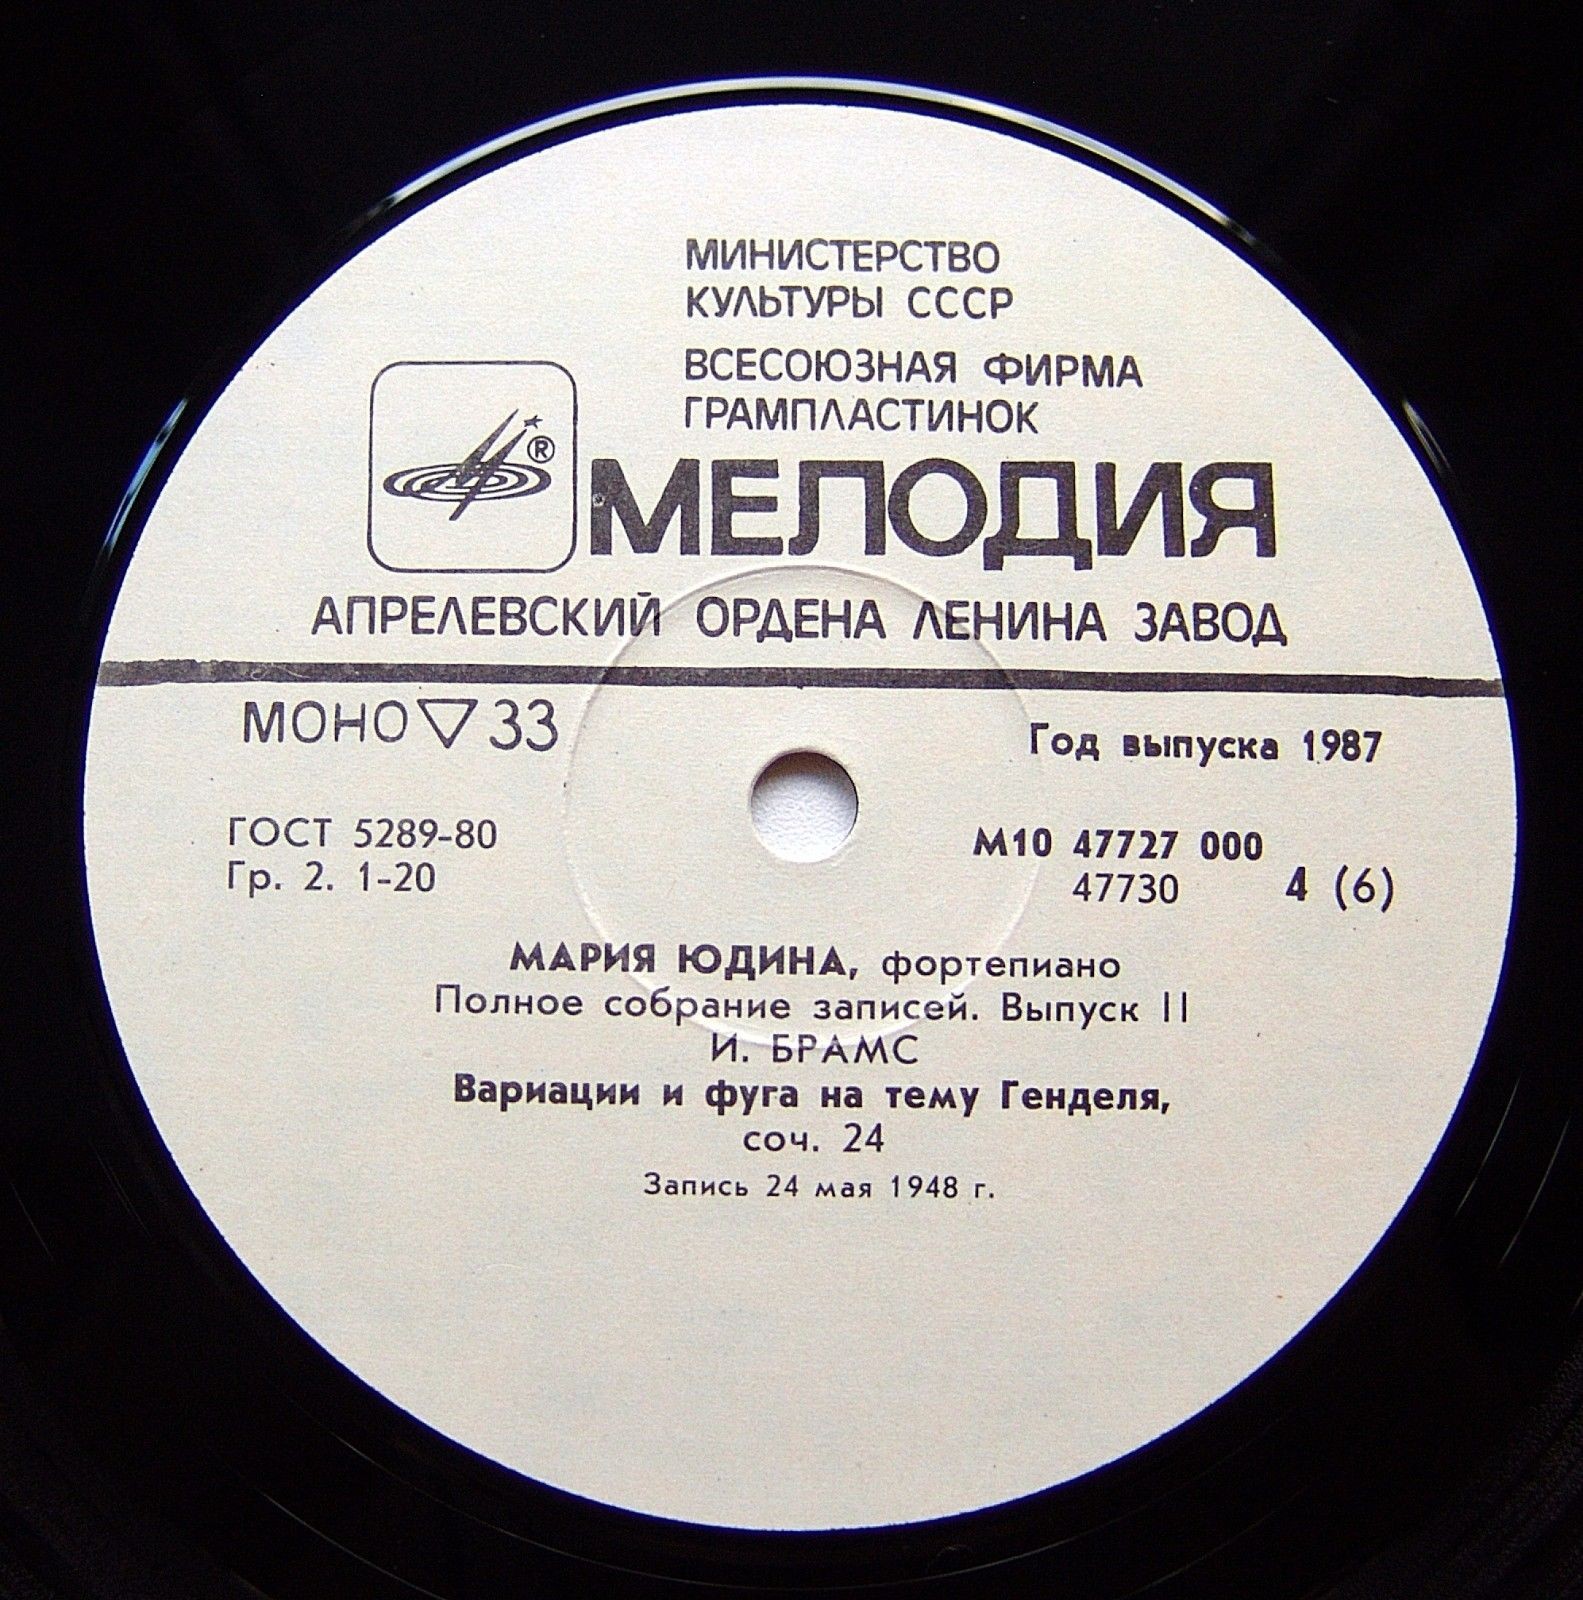 МИНИСТЕРСТВО
КУЛЬТУРЫ СССР
ВСЕСОЮЗНАЯ ФИРМА
ГРАМПЛАСТИНОК
®
МЕЛОДИЯ
АПРЕЛЕВСКИЙ ОРДЕНА ЛЕНИНА ЗАВОД
МОНО ▽ 33
Год выпуска 1987
ГОСТ 5289-80
Гр. 2. 1-20
М10 47727 000
47730 4 (6)
МАРИЯ ЮДИНА, фортепиано
Полное собрание записей. Выпуск II
И. БРАМС
Вариации и фуга на тему Генделя,
соч. 24
Запись 24 мая 1948 г.